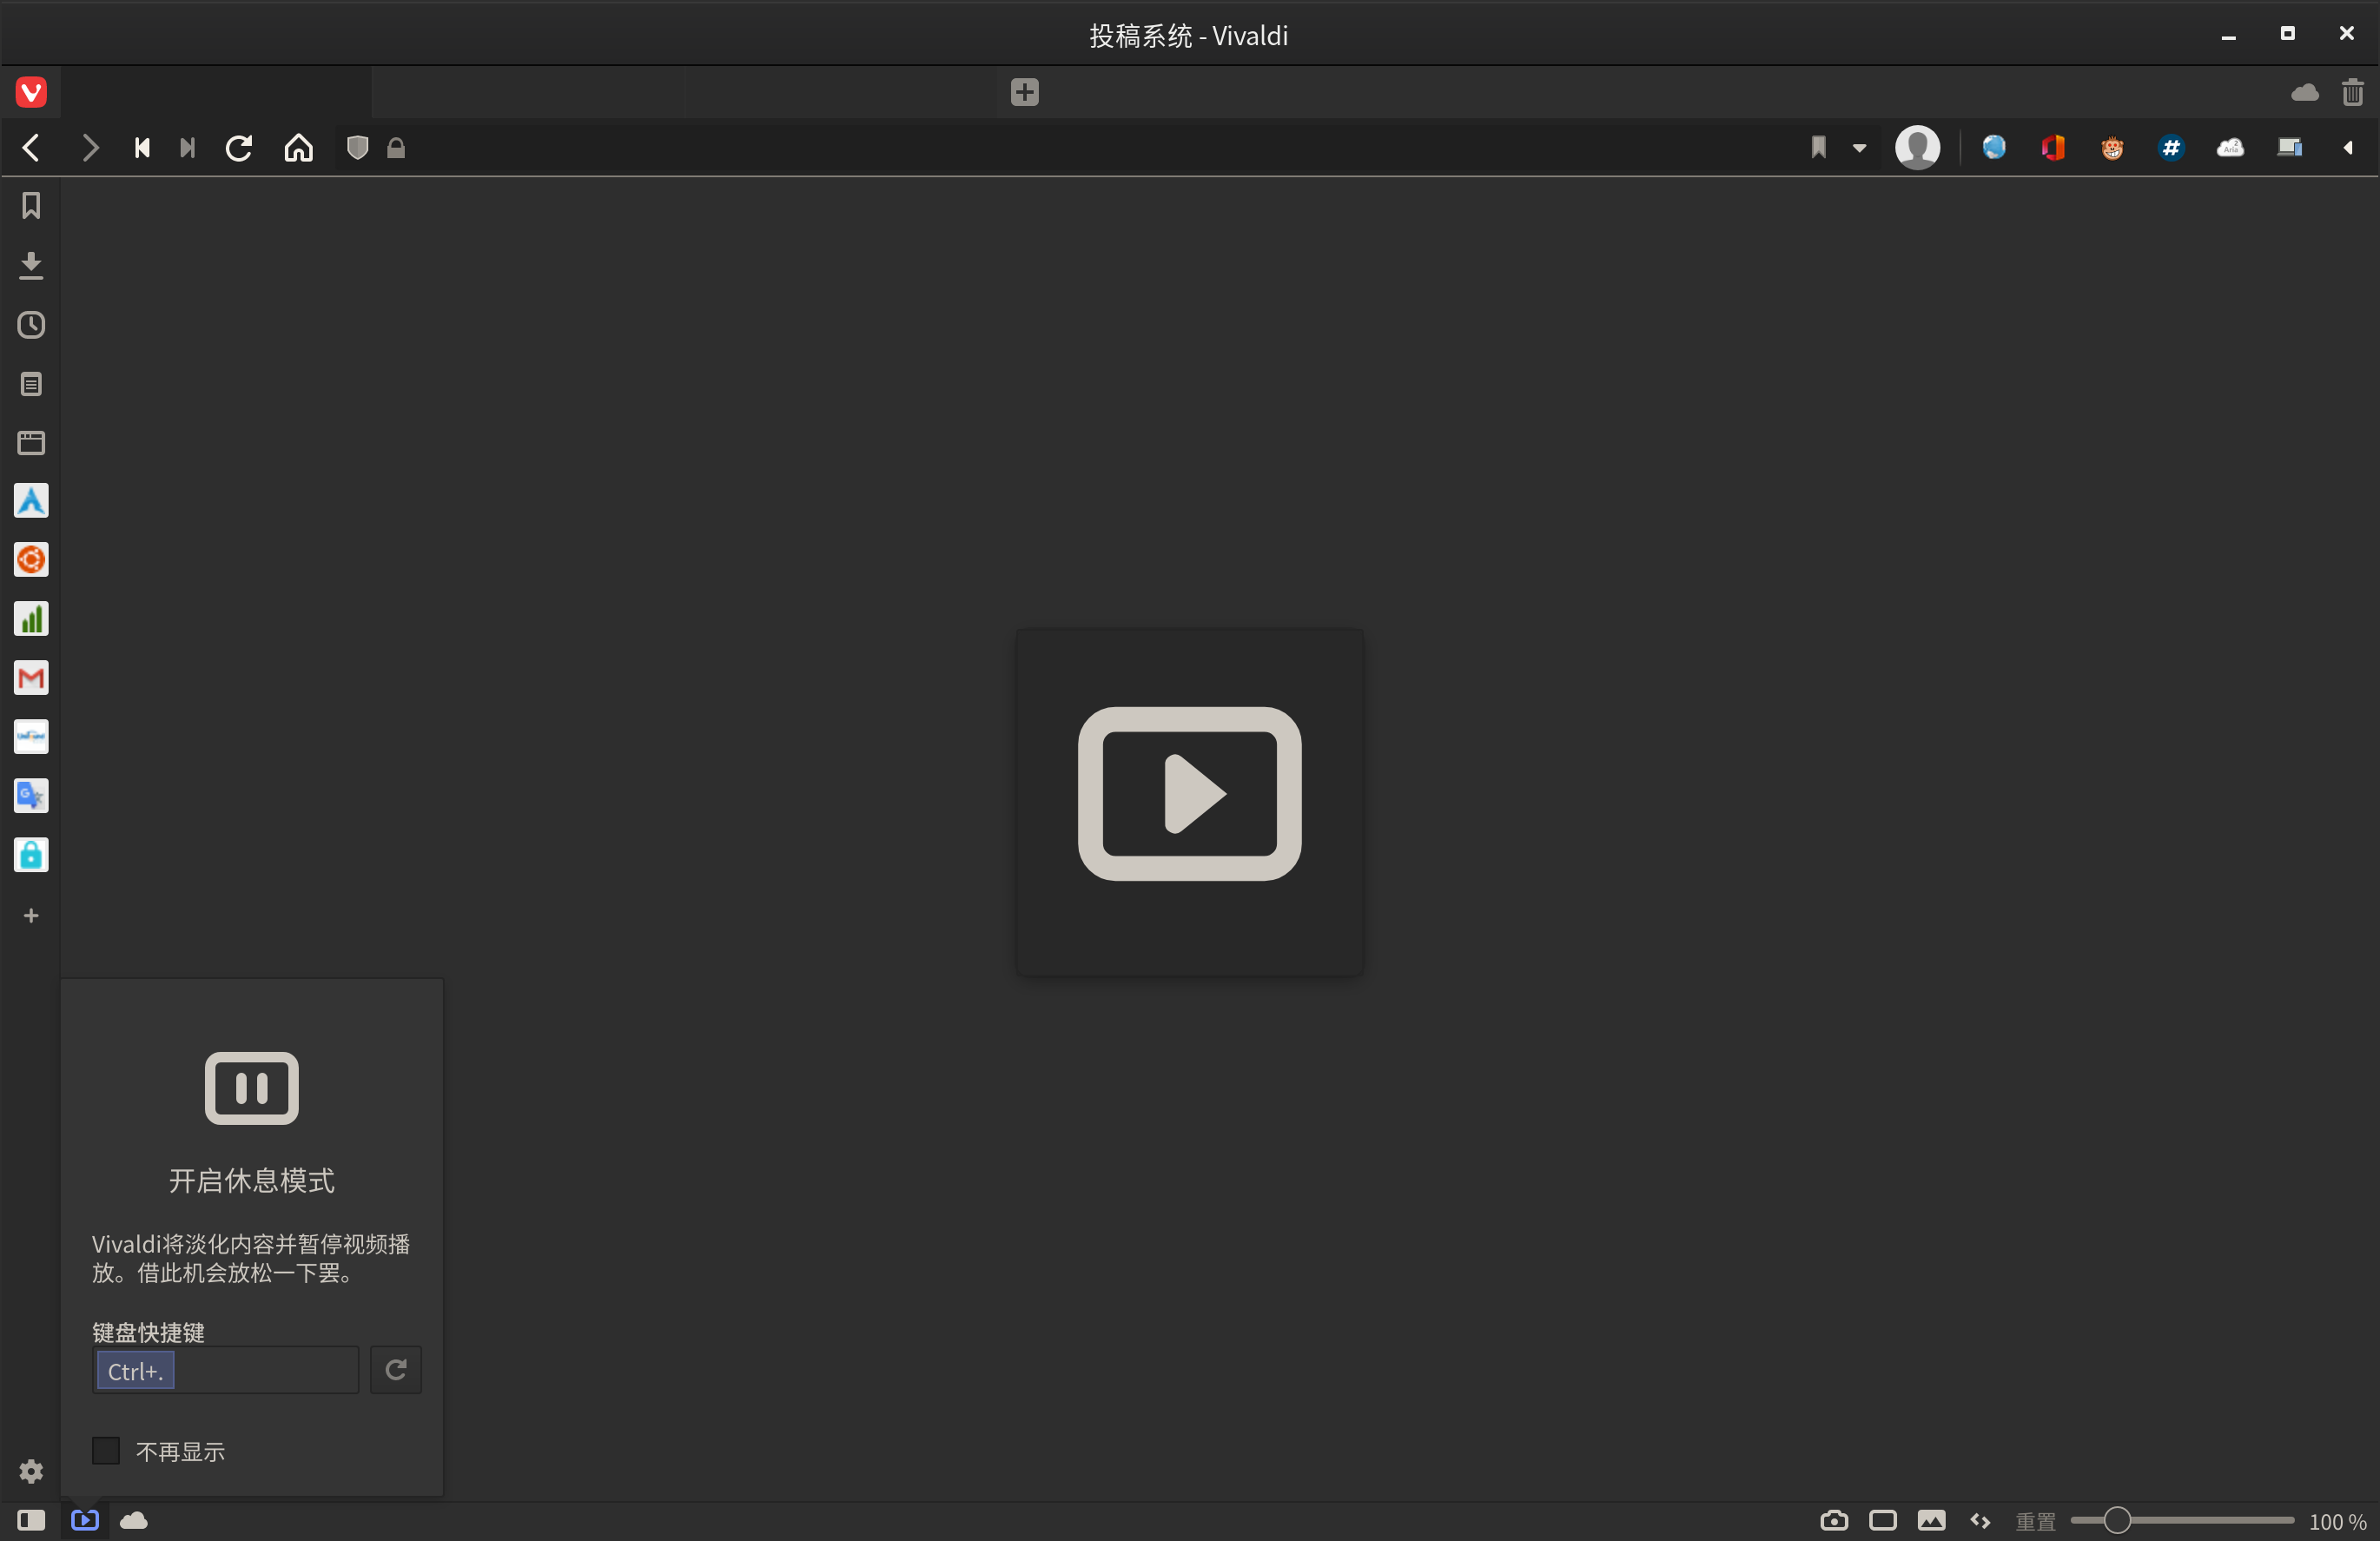 投稿系统 - Vivaldi
开启休息模式
Vivaldi将淡化内容并暂停视频播
放。借此机会放松一下罢。
键盘快捷键
Ctrl+.
不再显示
重置
100 %